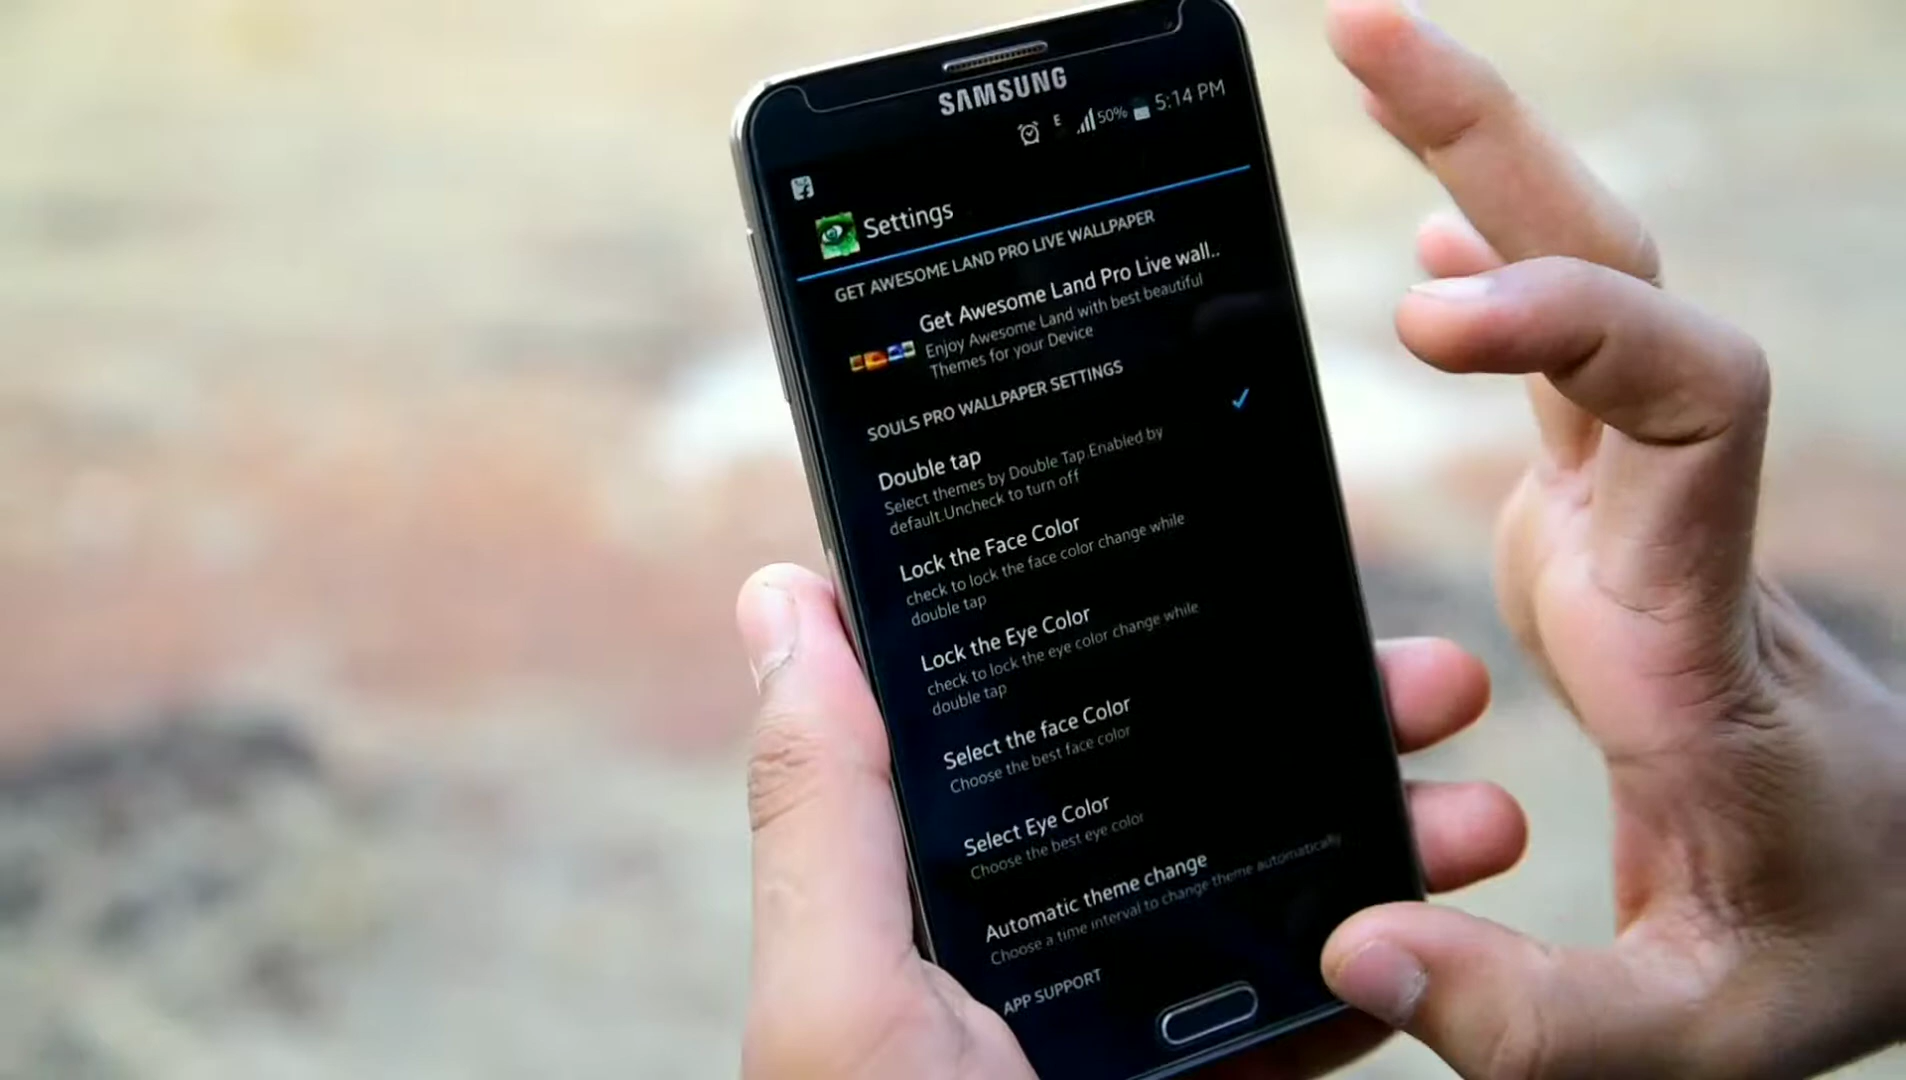 SAMSUNG
E 50% 5:14 PM
Settings
GET AWESOME LAND PRO LIVE WALLPAPER
Get Awesome Land Pro Live wall..
Enjoy Awesome Land with best beautiful
Themes for your Device
SOULS PRO WALLPAPER SETTINGS
Double tap
Select themes by Double Tap.Enabled by
default.Uncheck to turn off
Lock the Face Color
check to lock the face color change while
double tap
Lock the Eye Color
check to lock the eye color change while
double tap
Select the face Color
Choose the best face color
Select Eye Color
Choose the best eye color
Automatic theme change
Choose a time interval to change theme automatically
APP SUPPORT